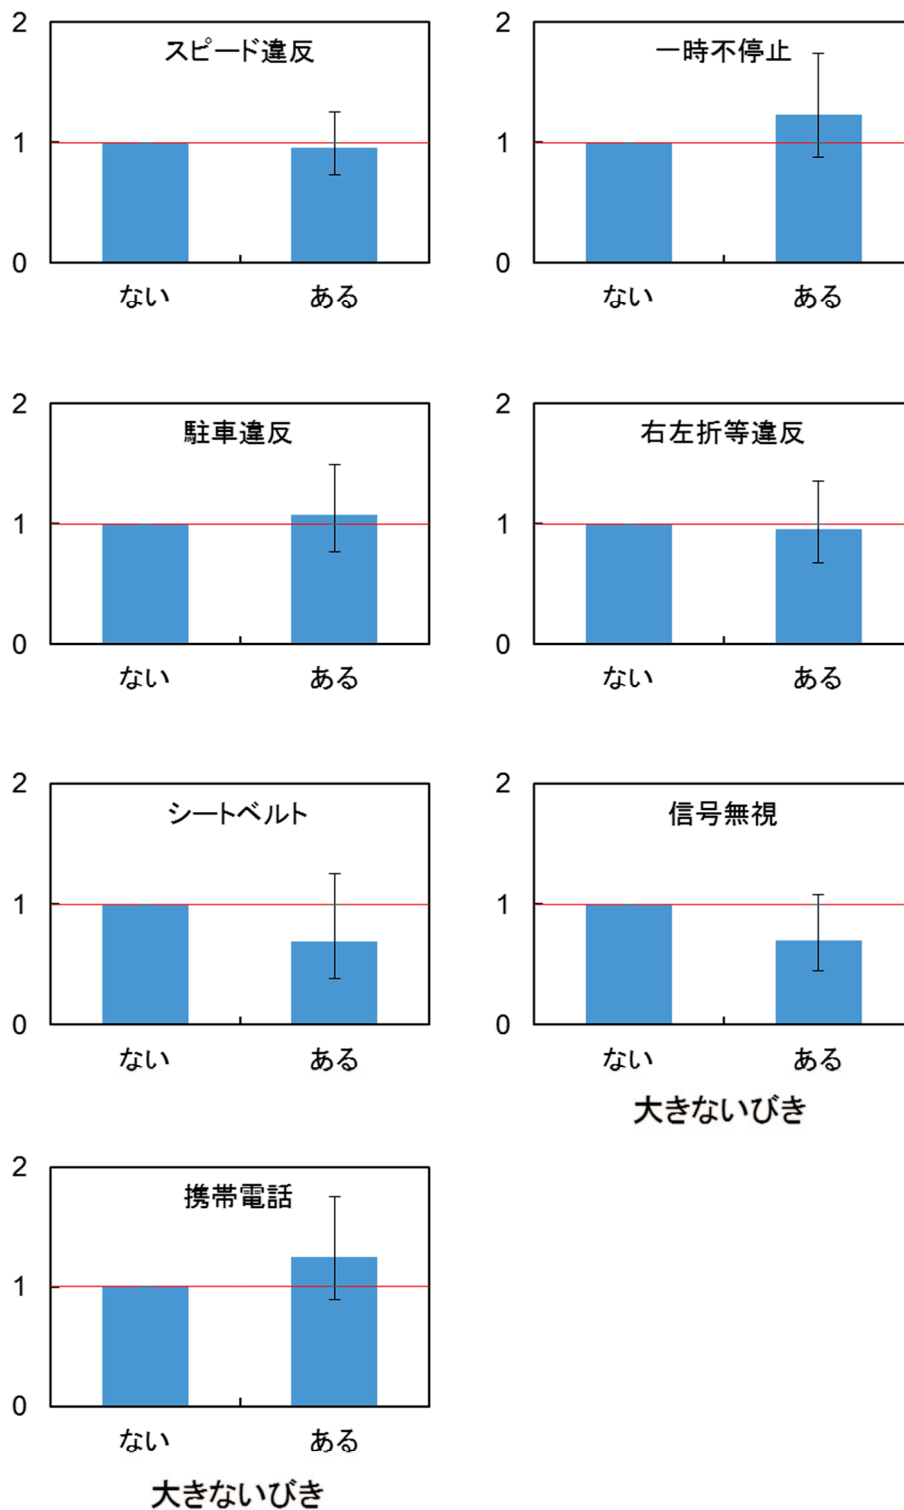 スピード違反
2
1
0
ない ある
一時不停止
2
1
0
ない ある
駐車違反
2
1
0
ない ある
右左折等違反
2
1
0
ない ある
シートベルト
2
1
0
ない ある
信号無視
2
1
0
ない ある
大きないびき
携帯電話
2
1
0
ない ある
大きないびき